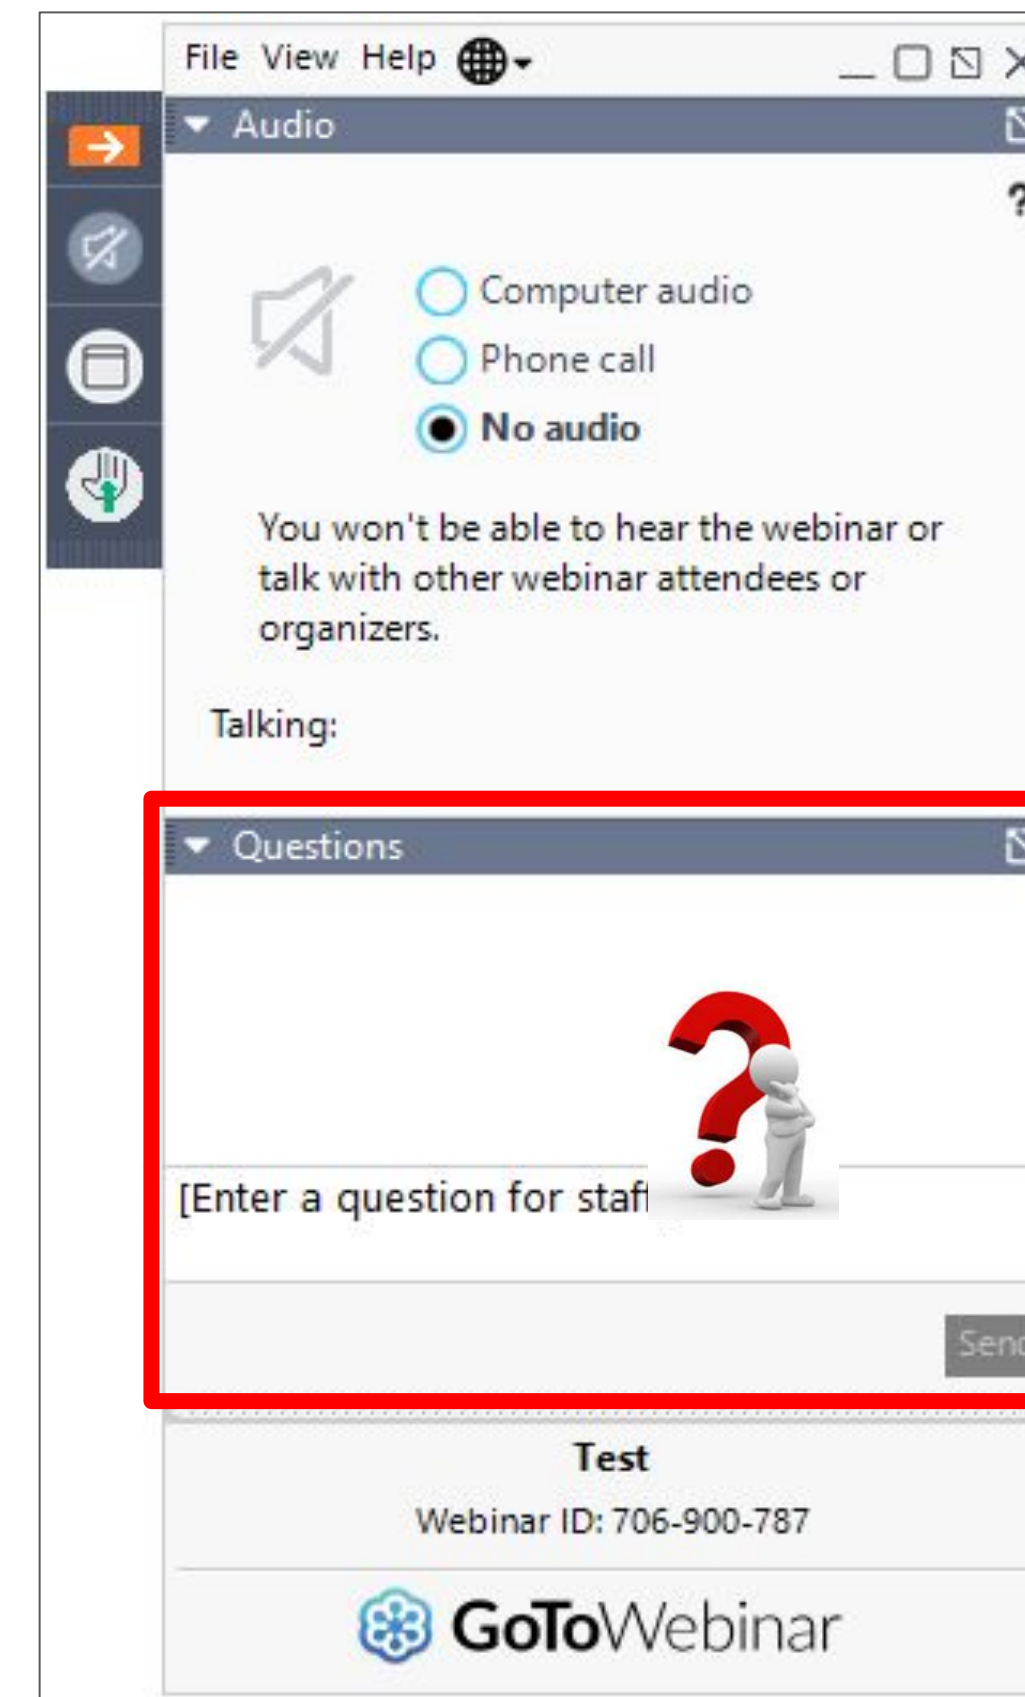 File View Help
Audio
?
Computer audio
Phone call
No audio
You won't be able to hear the webinar or
talk with other webinar attendees or
organizers.
Talking:
Questions
[Enter a question for staff
Send
Test
Webinar ID: 706-900-787
GoToWebinar